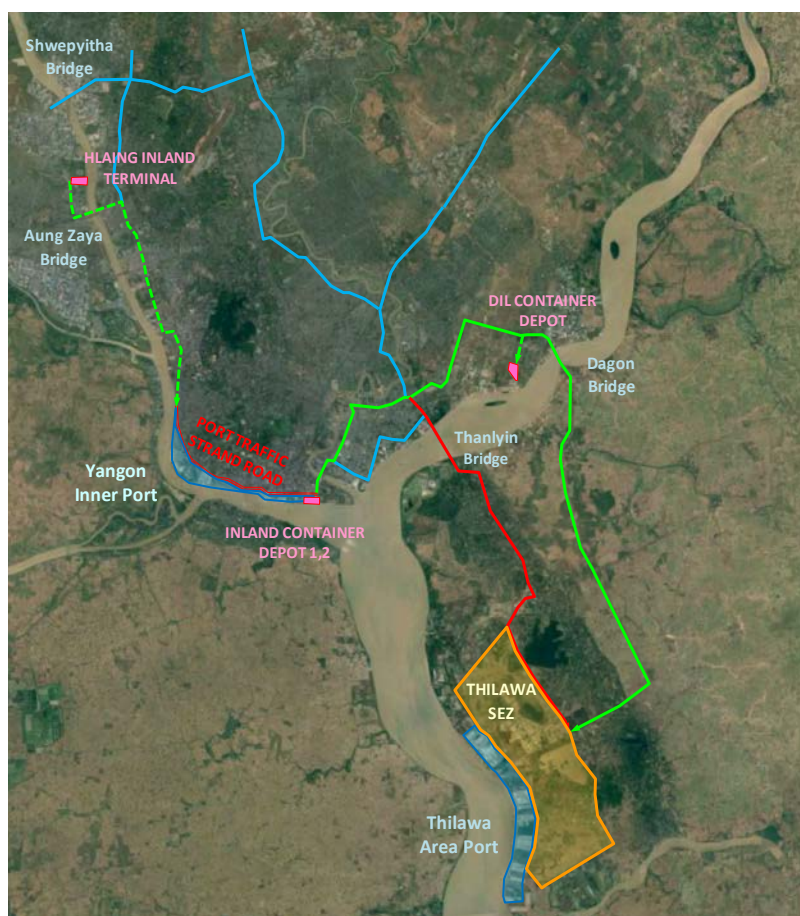 Shwepyitha
Bridge
HLAING INLAND
TERMINAL
Aung Zaya
Bridge
DIL CONTAINER
DEPOT
Dagon
Bridge
PORT TRAFFIC
STRAND ROAD
Thanlyin
Bridge
Yangon
Inner Port
INLAND CONTAINER
DEPOT 1,2
THILAWA
SEZ
Thilawa
Area Port